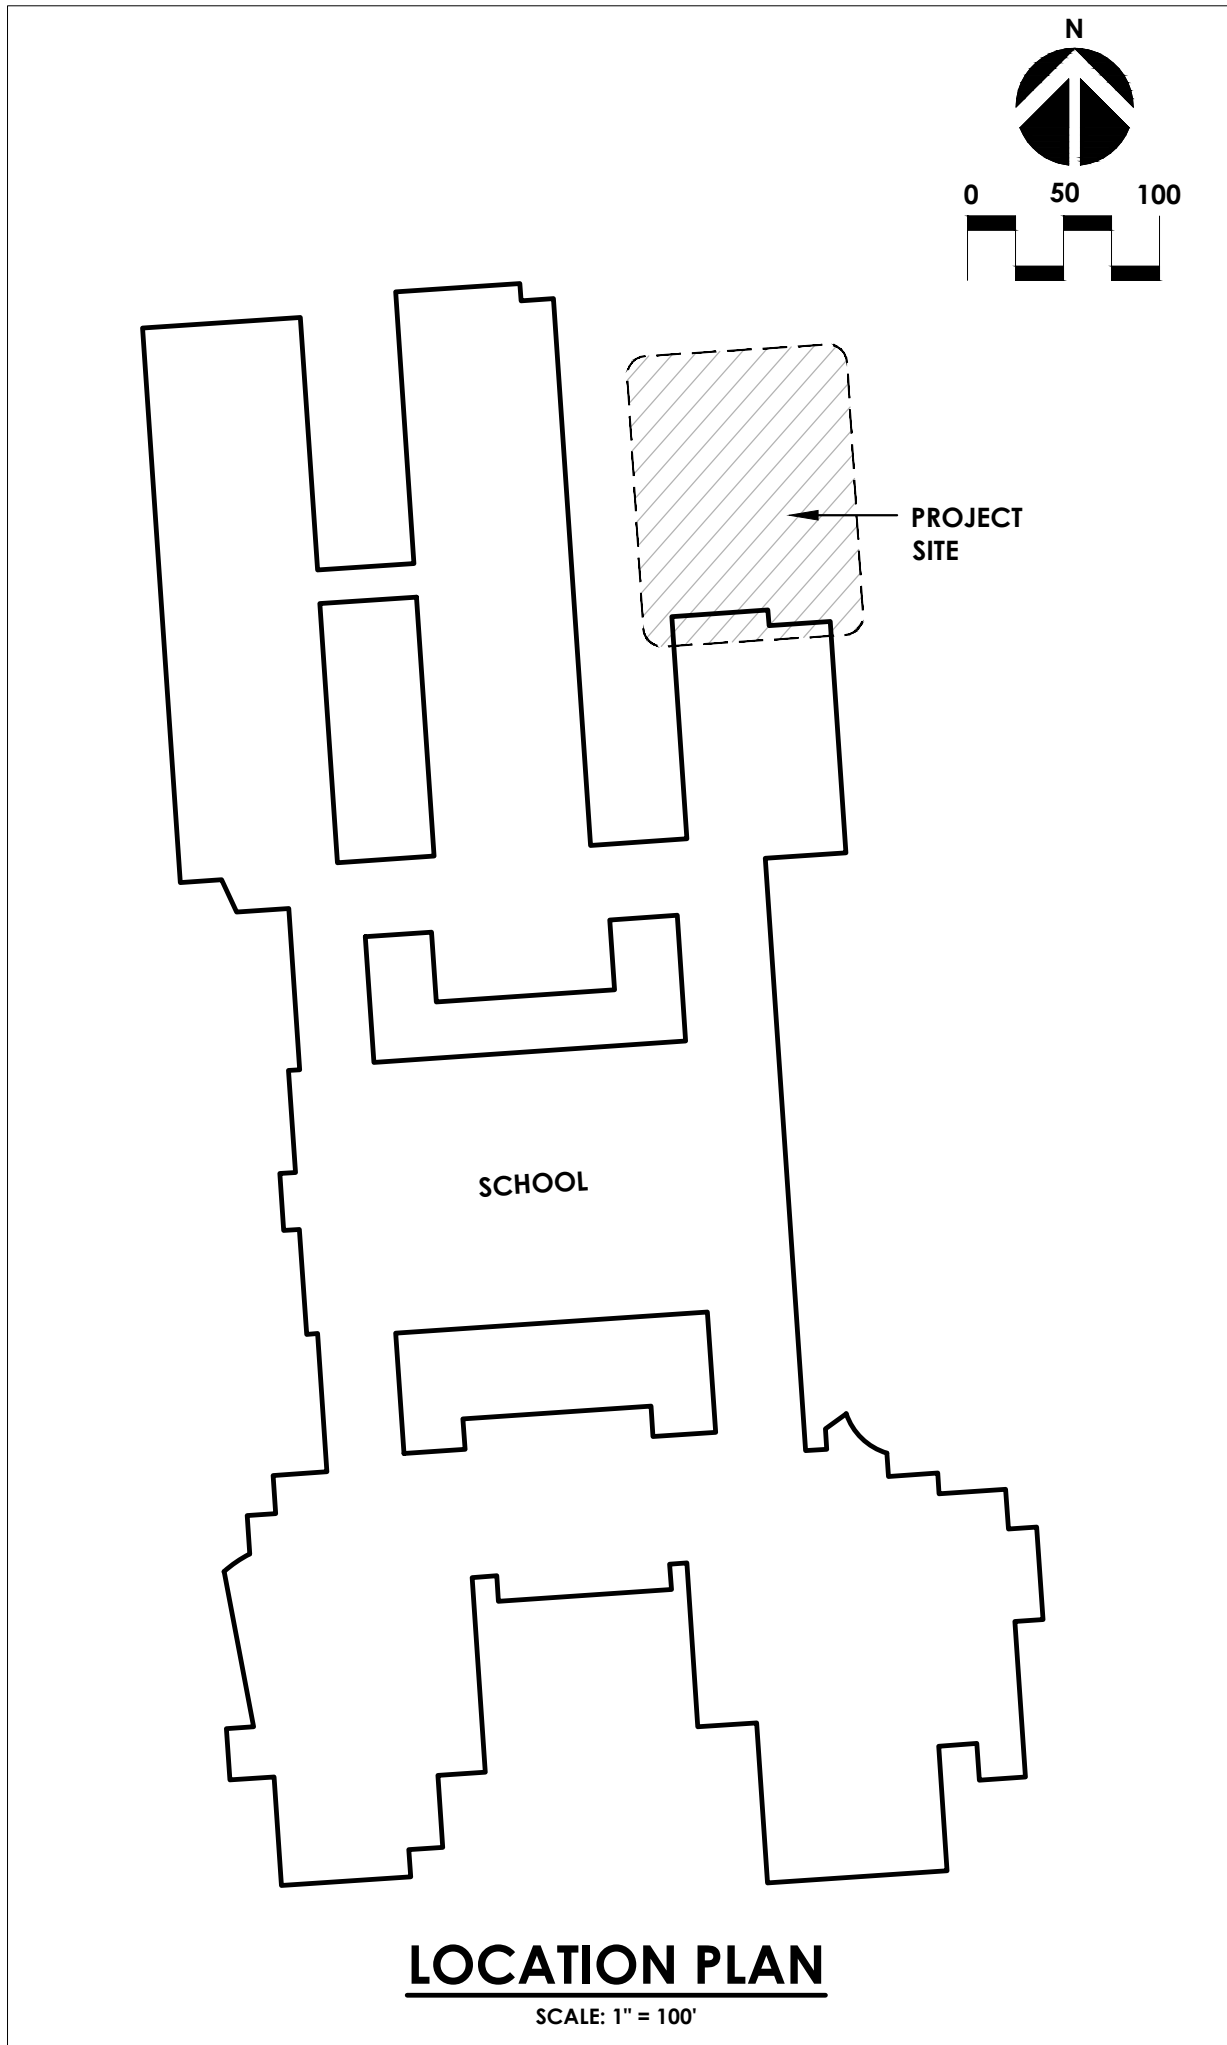 N
0 50 100
PROJECT
SITE
SCHOOL
LOCATION PLAN
SCALE: 1" = 100'